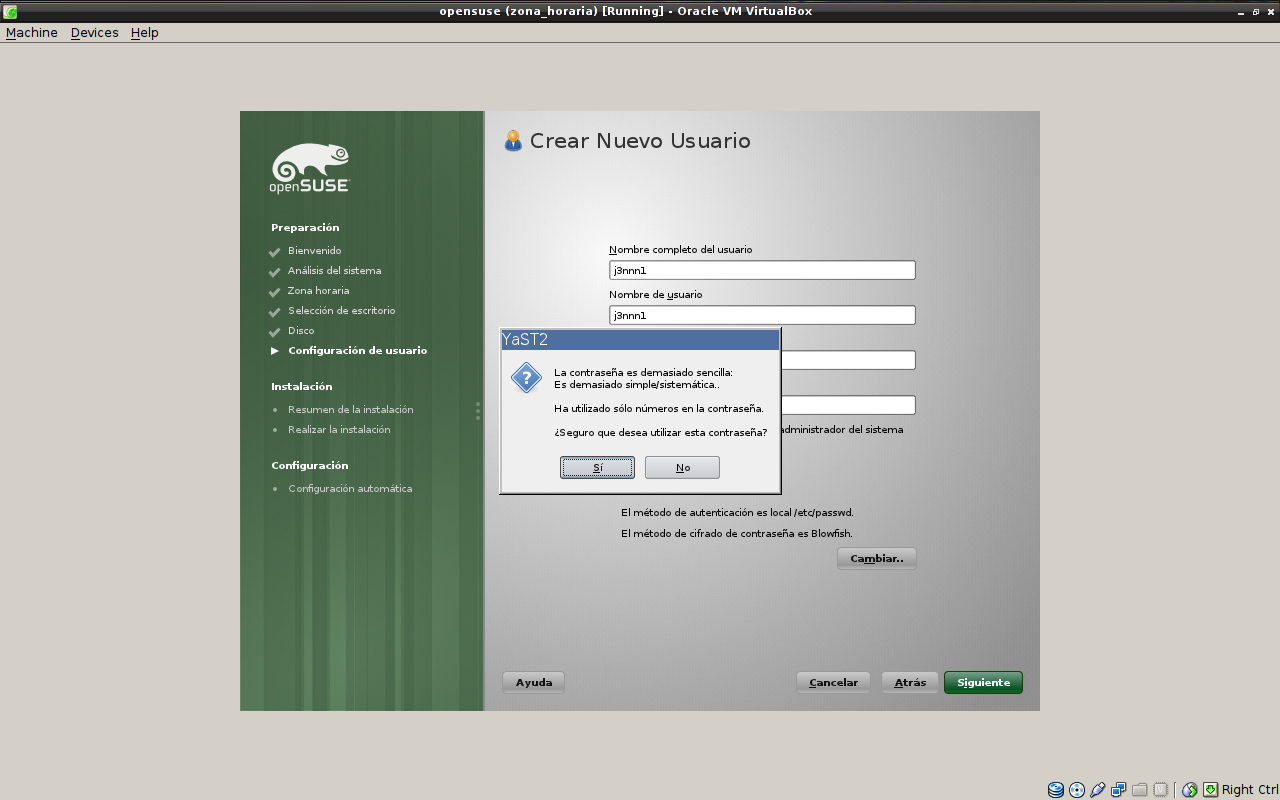 opensuse (zona_horaria) [Running] - Oracle VM VirtualBox
Machine Devices Help
openSUSE
Preparación
Bienvenido
Análisis del sistema
Zona horaria
Selección de escritorio
Disco
Configuración de usuario
Instalación
Resumen de la instalación
Realizar la instalación
Configuración
Configuración automática
Crear Nuevo Usuario
Nombre completo del usuario
j3nnn1
Nombre de usuario
j3nnn1
YaST2
La contraseña es demasiado sencilla:
Es demasiado simple/sistemática..
Ha utilizado sólo números en la contraseña.
¿Seguro que desea utilizar esta contraseña?
Sí No
administrador del sistema
El método de autenticación es local /etc/passwd.
El método de cifrado de contraseña es Blowfish.
Cambiar..
Ayuda Cancelar Atrás Siguiente
Right Ctrl